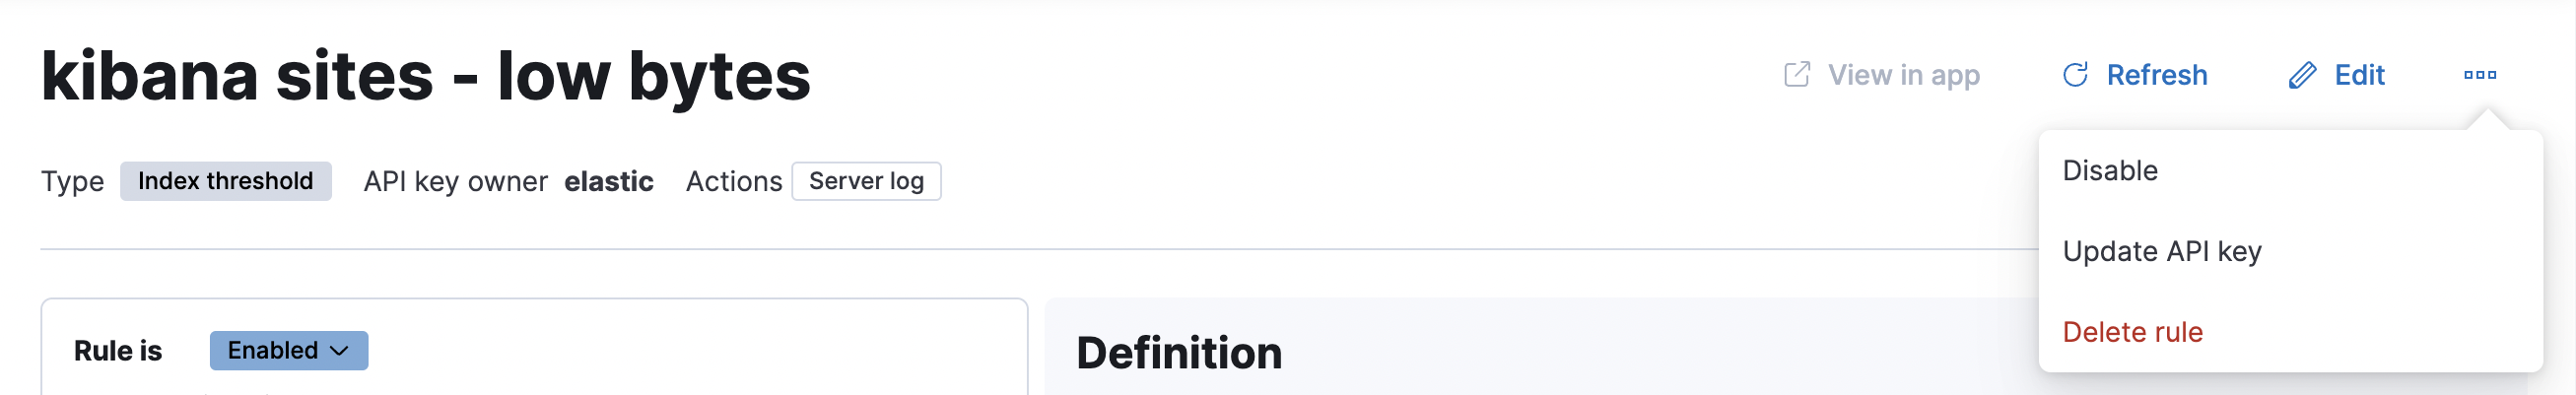 kibana sites - low bytes
View in app
Refresh
Edit
Type Index threshold API key owner elastic Actions Server log
Disable
Update API key
Delete rule
Rule is Enabled
Definition